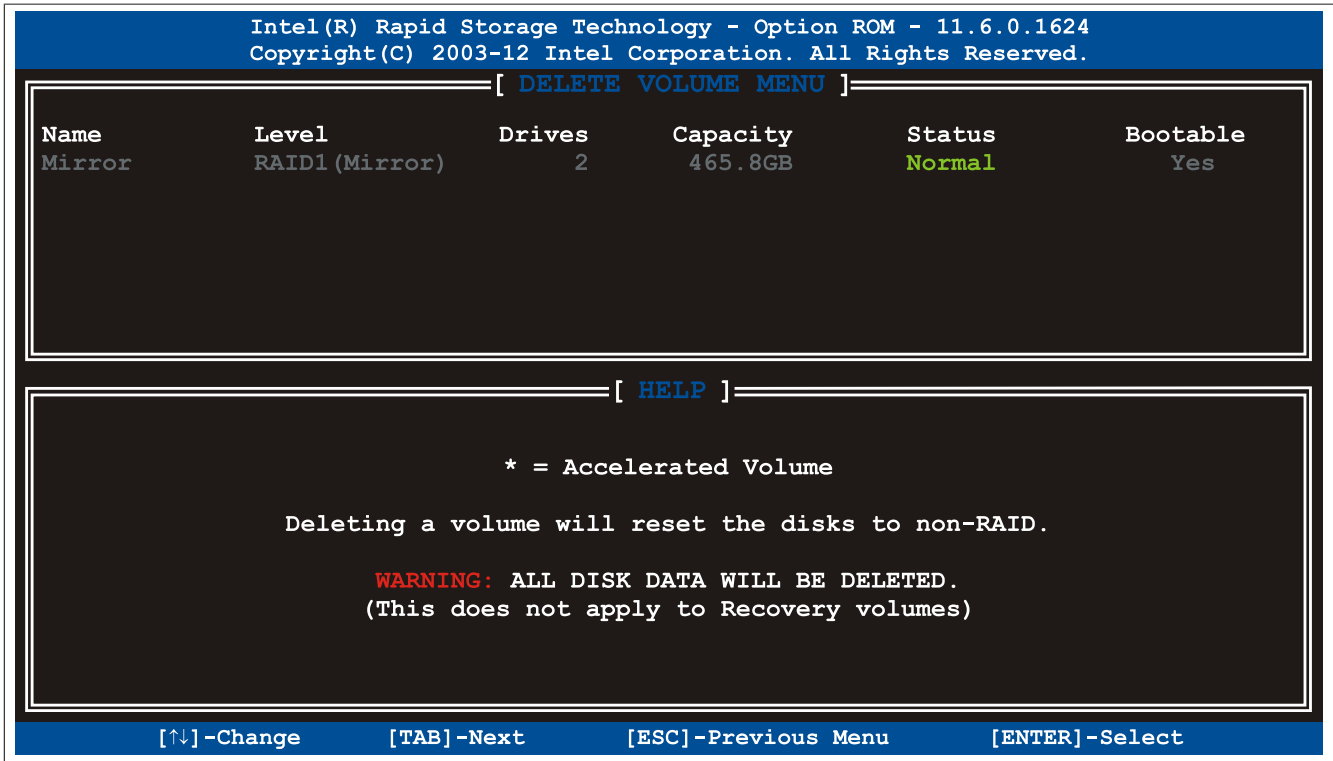 Intel(R) Rapid Storage Technology - Option ROM - 11.6.0.1624
Copyright(C) 2003-12 Intel Corporation. All Rights Reserved.
[ DELETE VOLUME MENU ]
Name Level Drives Capacity Status Bootable
Mirror RAID1(Mirror) 2 465.8GB Normal Yes
[ HELP ]
* = Accelerated Volume
Deleting a volume will reset the disks to non-RAID.
WARNING: ALL DISK DATA WILL BE DELETED.
(This does not apply to Recovery volumes)
[↑↓]-Change [TAB]-Next [ESC]-Previous Menu [ENTER]-Select